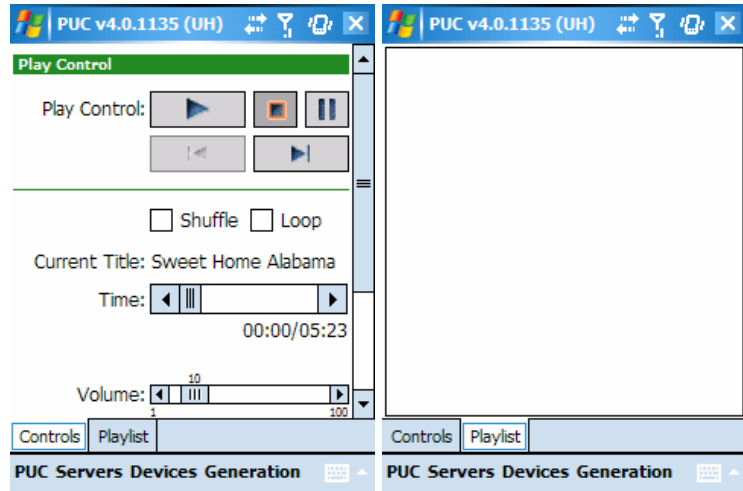 PUC v4.0.1135 (UH)
Play Control
Play Control:
Shuffle Loop
Current Title: Sweet Home Alabama
Time:
00:00/05:23
10
Volume:
1 100
Controls Playlist
PUC Servers Devices Generation
PUC v4.0.1135 (UH)
Controls Playlist
PUC Servers Devices Generation